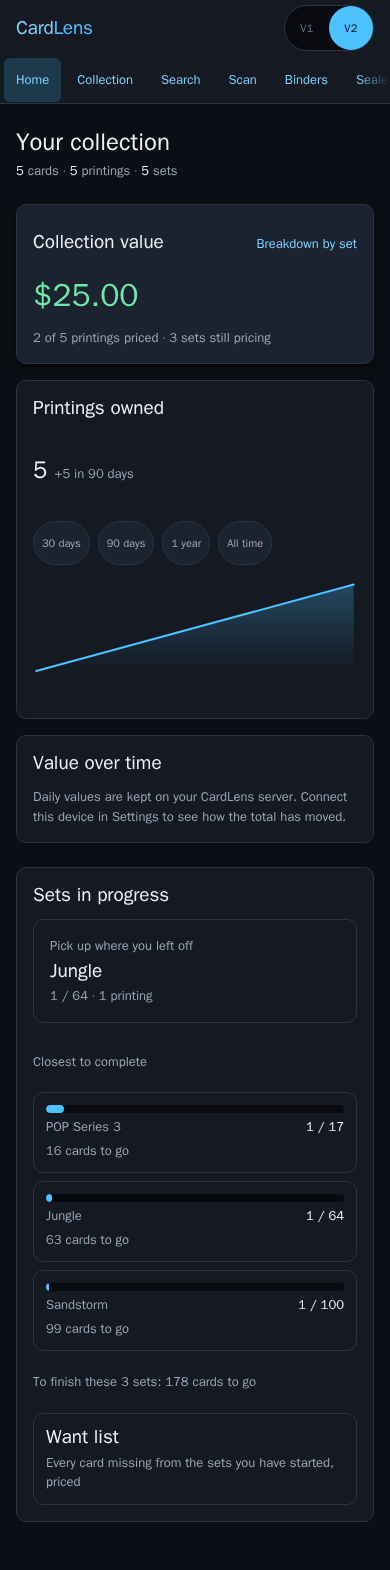 CardLens
V1
V2
Home
Collection
Search
Scan
Binders
Seale
Your collection
5 cards · 5 printings · 5 sets
Collection value
Breakdown by set
$25.00
2 of 5 printings priced · 3 sets still pricing
Printings owned
5 +5 in 90 days
30 days
90 days
1 year
All time
Value over time
Daily values are kept on your CardLens server. Connect
this device in Settings to see how the total has moved.
Sets in progress
Pick up where you left off
Jungle
1 / 64 · 1 printing
Closest to complete
POP Series 3
1 / 17
16 cards to go
Jungle
1 / 64
63 cards to go
Sandstorm
1 / 100
99 cards to go
To finish these 3 sets: 178 cards to go
Want list
Every card missing from the sets you have started,
priced